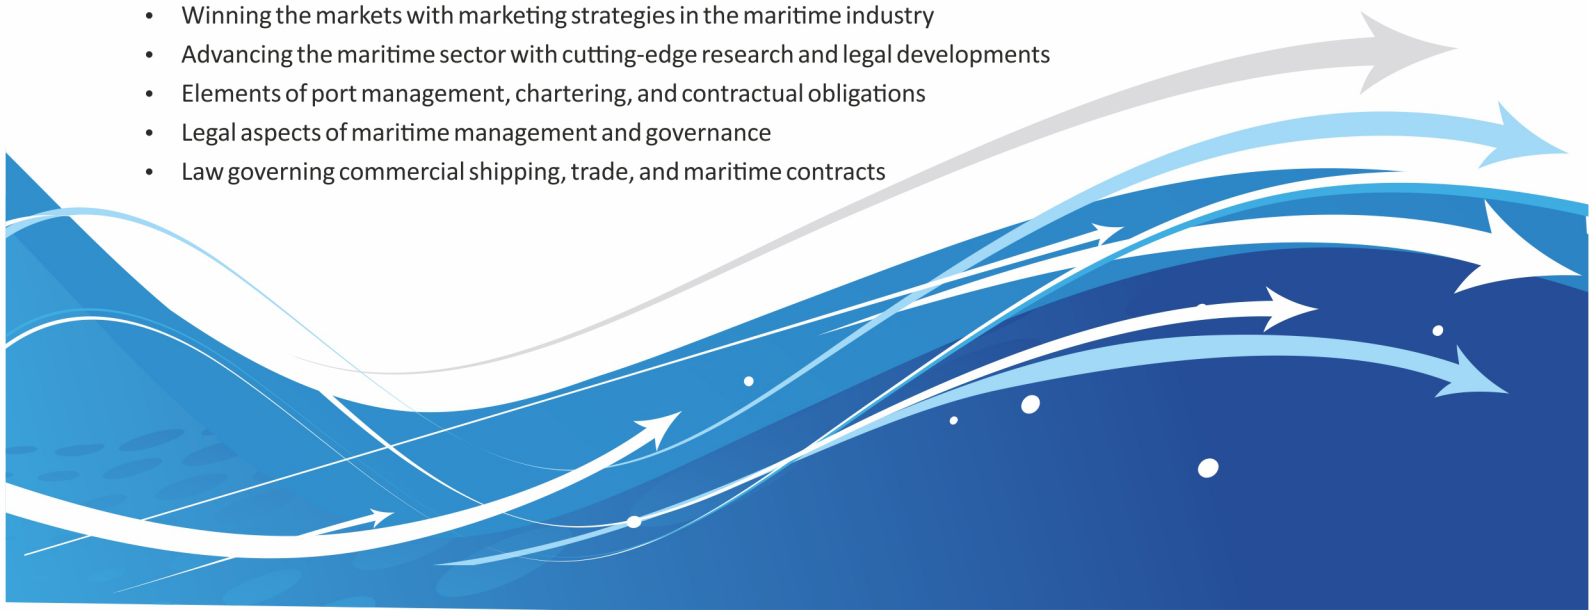 • Winning the markets with marketing strategies in the maritime industry
• Advancing the maritime sector with cutting-edge research and legal developments
• Elements of port management, chartering, and contractual obligations
• Legal aspects of maritime management and governance
• Law governing commercial shipping, trade, and maritime contracts